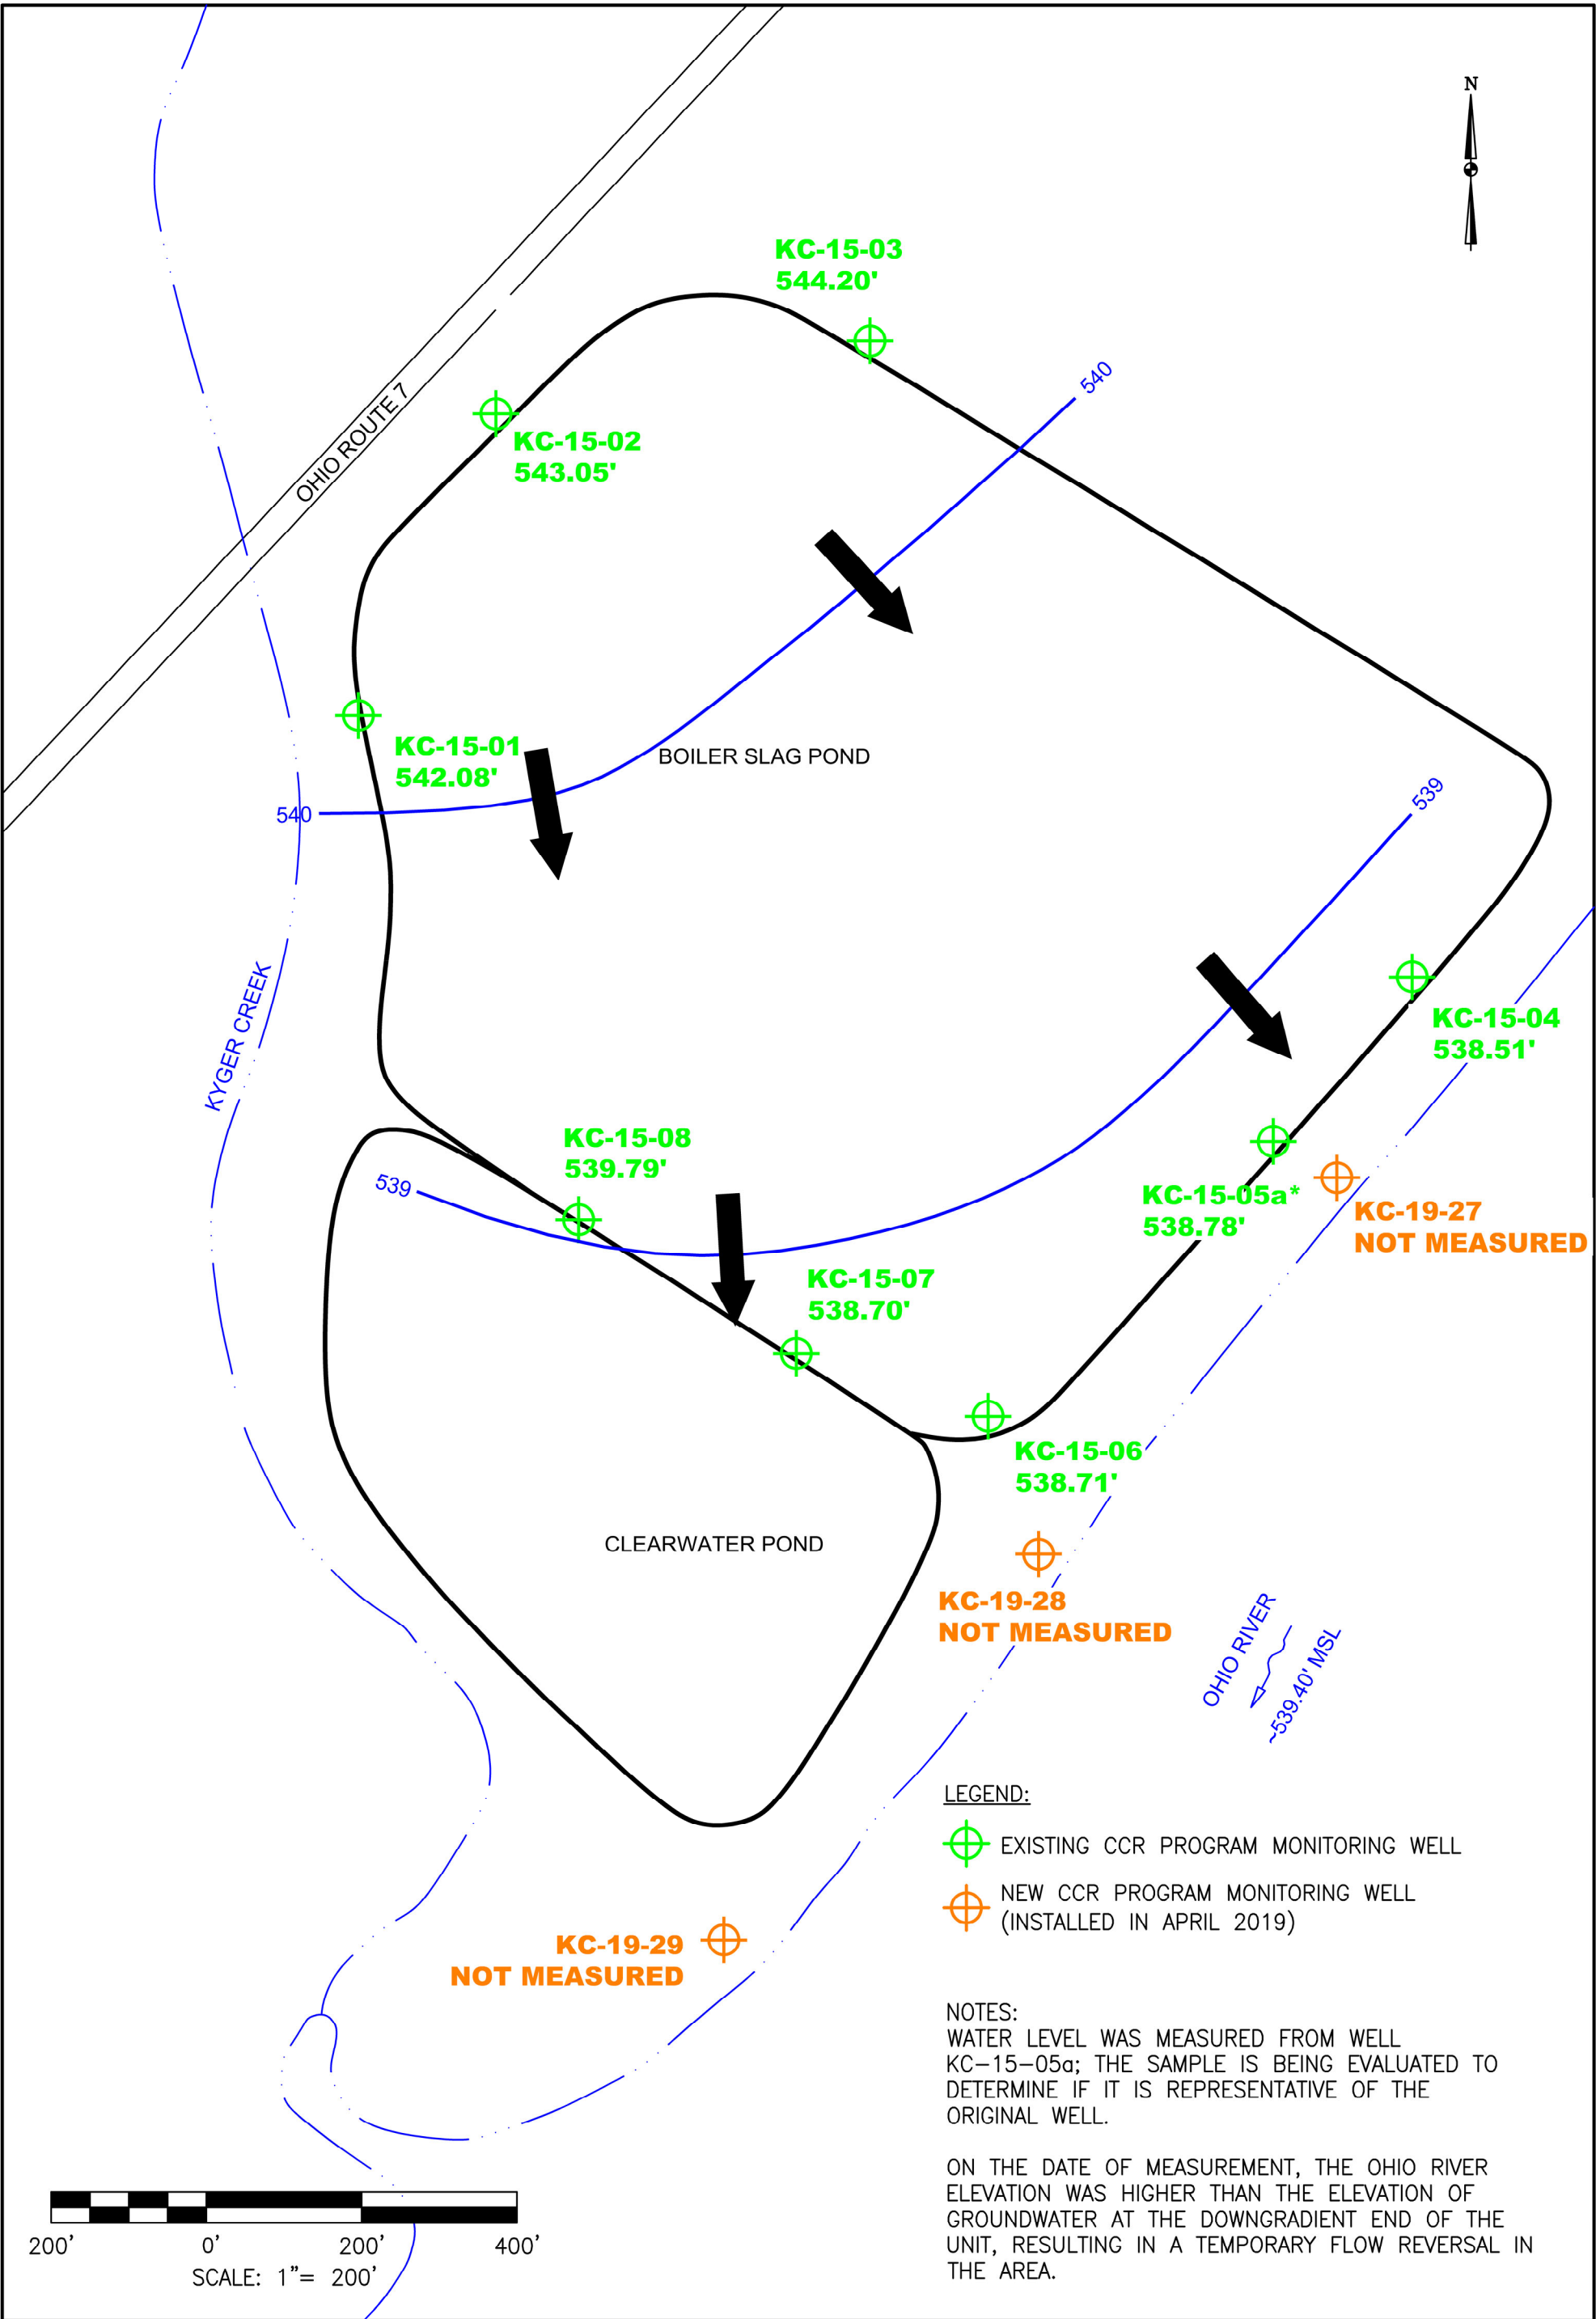 N
KC-15-03
544.20'
540
OHIO ROUTE 7
KC-15-02
543.05'
KC-15-01
542.08'
BOILER SLAG POND
540
539
KYGER CREEK
KC-15-04
538.51'
KC-15-08
539.79'
539
KC-15-05a*
538.78'
KC-19-27
NOT MEASURED
KC-15-07
538.70'
KC-15-06
538.71'
CLEARWATER POND
KC-19-28
NOT MEASURED
OHIO RIVER
~539.40' MSL
LEGEND:
EXISTING CCR PROGRAM MONITORING WELL
NEW CCR PROGRAM MONITORING WELL
(INSTALLED IN APRIL 2019)
KC-19-29
NOT MEASURED
NOTES:
WATER LEVEL WAS MEASURED FROM WELL
KC-15-05a; THE SAMPLE IS BEING EVALUATED TO
DETERMINE IF IT IS REPRESENTATIVE OF THE
ORIGINAL WELL.
ON THE DATE OF MEASUREMENT, THE OHIO RIVER
ELEVATION WAS HIGHER THAN THE ELEVATION OF
GROUNDWATER AT THE DOWNGRADIENT END OF THE
UNIT, RESULTING IN A TEMPORARY FLOW REVERSAL IN
THE AREA.
200' 0' 200' 400'
SCALE: 1"= 200'